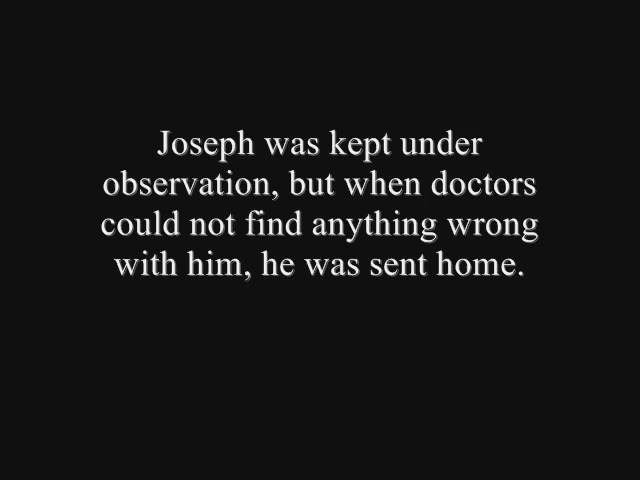 Joseph was kept under
observation, but when doctors
could not find anything wrong
with him, he was sent home.